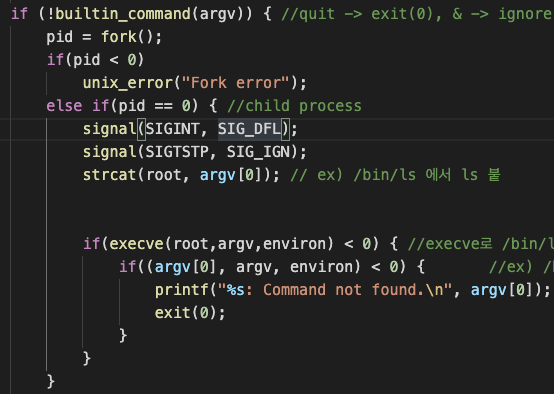 if (!builtin_command(argv)) { //quit -> exit(0), & -> ignore
pid = fork();
if(pid < 0)
unix_error("Fork error");
else if(pid == 0) { //child process
signal(SIGINT, SIG_DFL);
signal(SIGTSTP, SIG_IGN);
strcat(root, argv[0]); // ex) /bin/ls 에서 ls 붙
if(execve(root,argv,environ) < 0) { //execve로 /bin/l
if((argv[0], argv, environ) < 0) { //ex) /b
printf("%s: Command not found.\n", argv[0]);
exit(0);
}
}
}